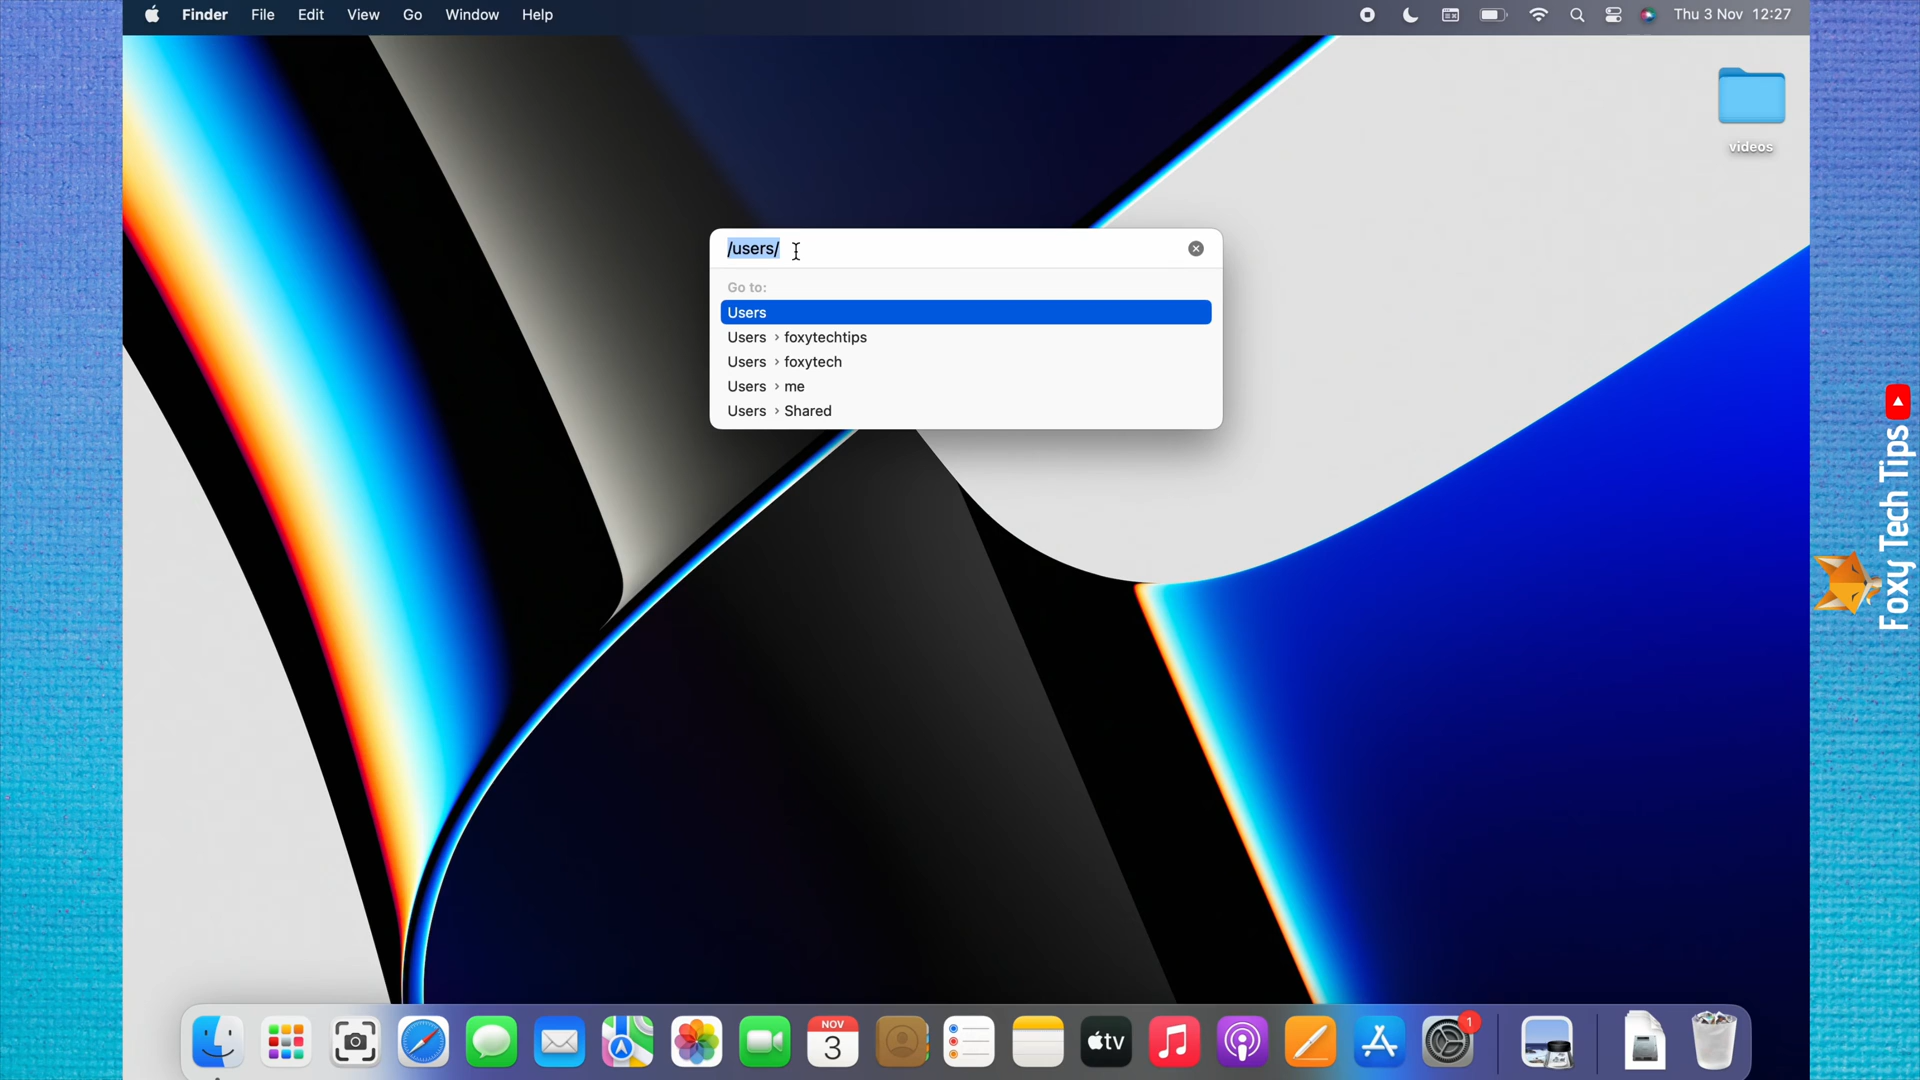 Finder File Edit View Go Window Help
Thu 3 Nov 12:27
videos
/users/
Go to:
Users
Users › foxytechtips
Users › foxytech
Users › me
Users › Shared
Foxy Tech Tips
NOV
3
tv
1